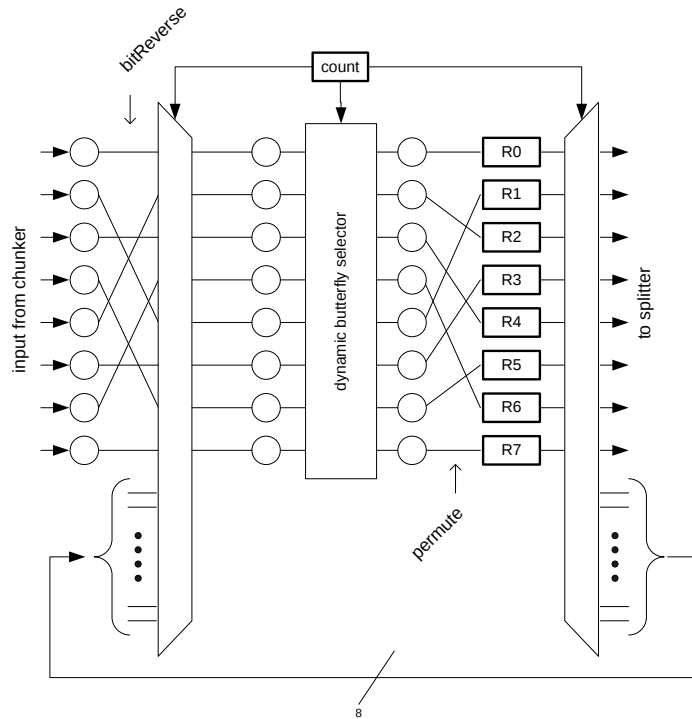 bitReverse
count
input from chunker
dynamic butterfly selector
R0
R1
R2
R3
R4
R5
R6
R7
to splitter
permute
8